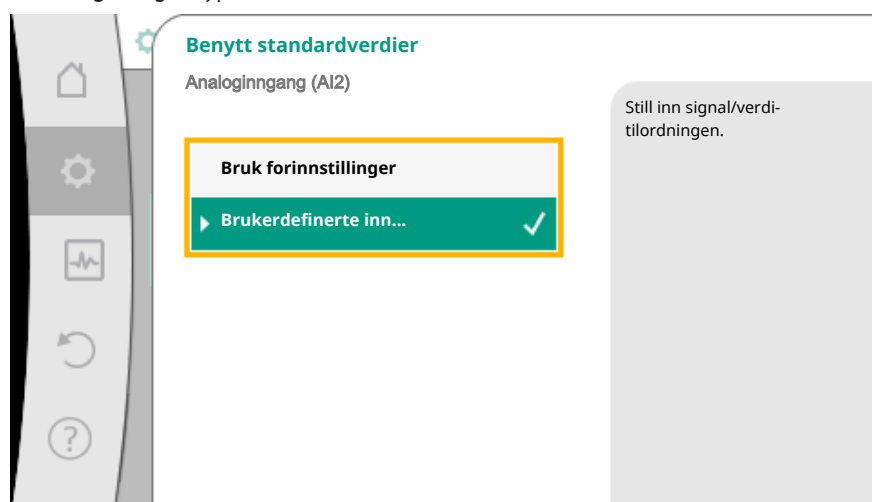 Benytt standardverdier
Analoginngang (AI2)
Still inn signal/verdi-
tilordningen.
Bruk forinnstillinger
Brukerdefinerte inn...
?